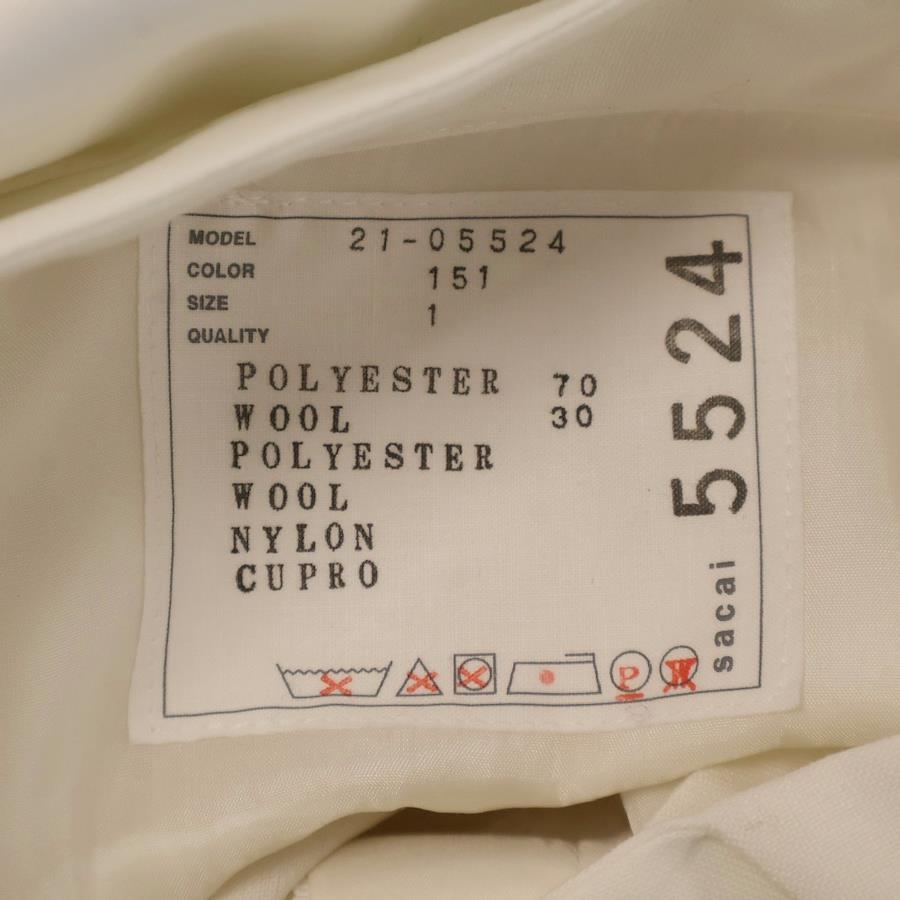 MODEL 21-05524
COLOR 151
SIZE 1
QUALITY
POLYESTER 70
WOOL 30
POLYESTER
WOOL
NYLON
CUPRO
P W
sacai 5524